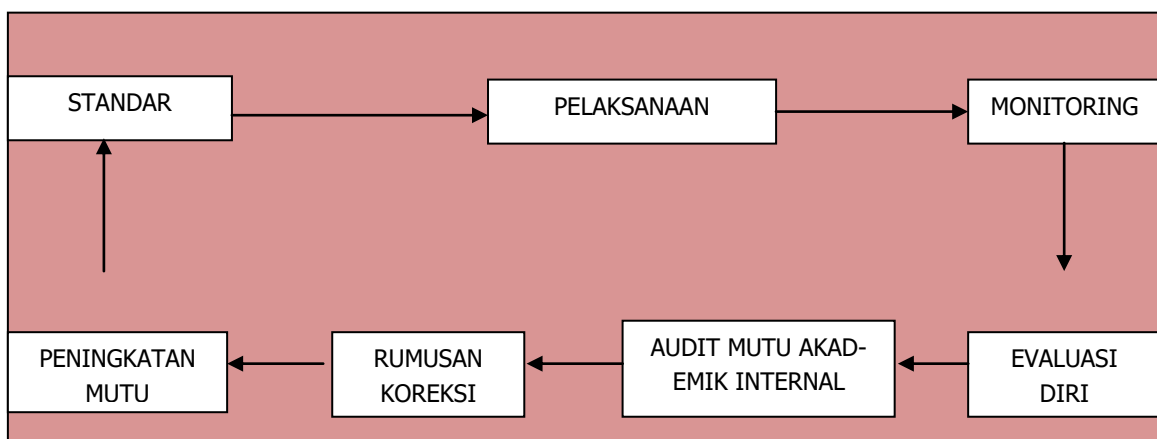 STANDAR
PELAKSANAAN
MONITORING
PENINGKATAN
MUTU
RUMUSAN
KOREKSI
AUDIT MUTU AKAD-
EMIK INTERNAL
EVALUASI
DIRI